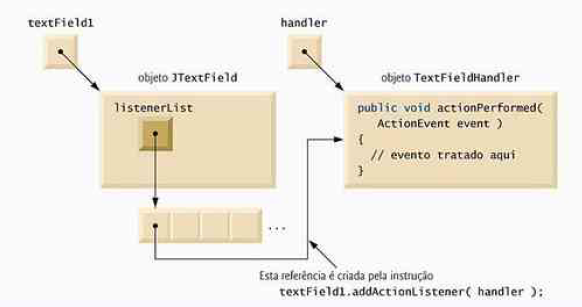 textField1
handler
objeto JTextField
objeto TextFieldHandler
listenerList
public void actionPerformed(
ActionEvent event )
{
// evento tratado aqui
}
...
Esta referência é criada pela instrução
textField1.addActionListener( handler );